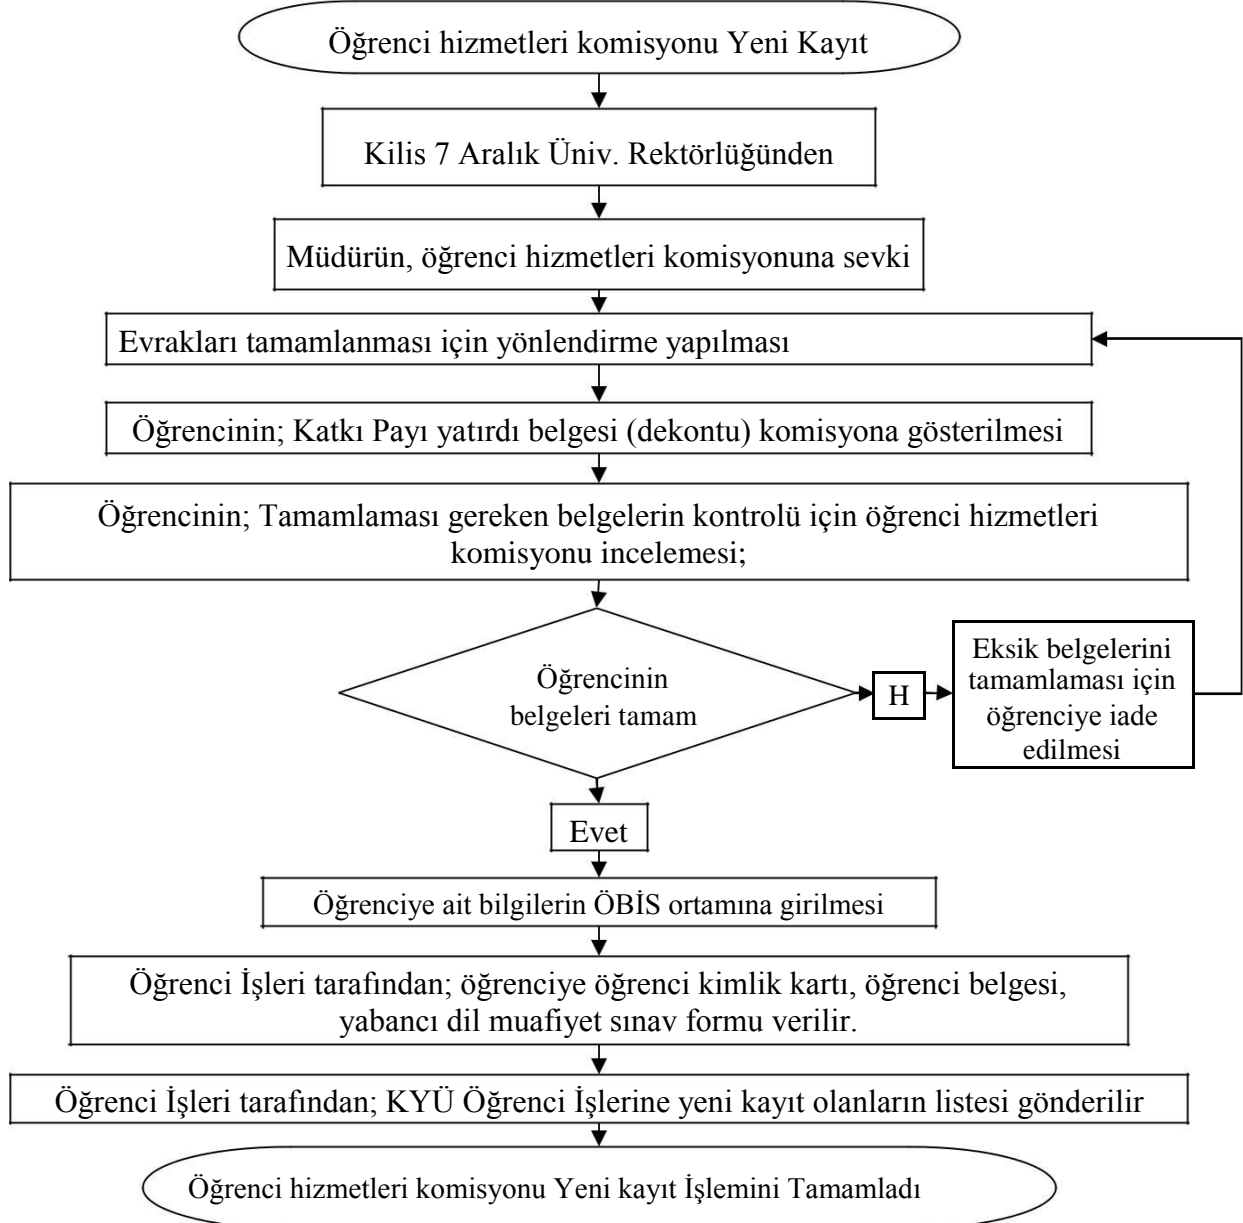 Öğrenci hizmetleri komisyonu Yeni Kayıt
Kilis 7 Aralık Üniv. Rektörlüğünden
Müdürün, öğrenci hizmetleri komisyonuna sevki
Evrakları tamamlanması için yönlendirme yapılması
Öğrencinin; Katkı Payı yatırdı belgesi (dekontu) komisyona gösterilmesi
Öğrencinin; Tamamlaması gereken belgelerin kontrolü için öğrenci hizmetleri
komisyonu incelemesi;
Öğrencinin
belgeleri tamam
H
Eksik belgelerini
tamamlaması için
öğrenciye iade
edilmesi
Evet
Öğrenciye ait bilgilerin ÖBİS ortamına girilmesi
Öğrenci İşleri tarafından; öğrenciye öğrenci kimlik kartı, öğrenci belgesi,
yabancı dil muafiyet sınav formu verilir.
Öğrenci İşleri tarafından; KYÜ Öğrenci İşlerine yeni kayıt olanların listesi gönderilir
Öğrenci hizmetleri komisyonu Yeni kayıt İşlemini Tamamladı